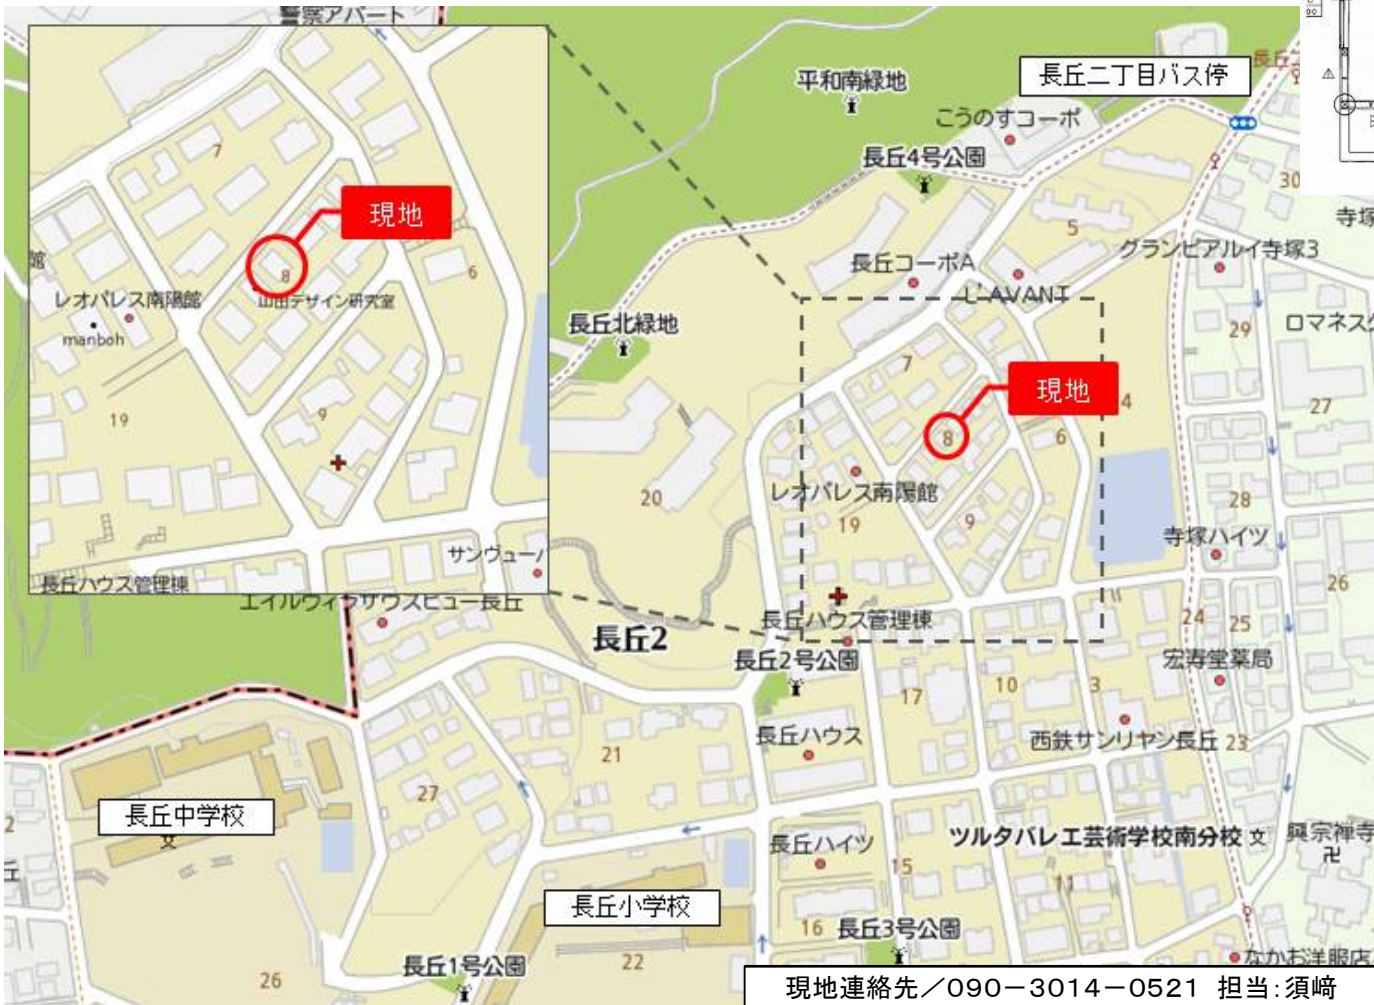 警察アパート
7
現地
館
8
6
レオパレス南陽館
山田デザイン研究室
manboh
19
9
サンヴュー
長丘ハウス管理棟
平和南緑地
長丘二丁目バス停
こうのすコーポ
長丘4号公園
30
寺塚
5
グランピアルイ寺塚3
長丘コーポA
L'AVANT
長丘北緑地
29
ロマネスク
7
現地
27
4
8
6
レオパレス南陽館
20
19
9
28
寺塚ハイツ
26
エイルヴィラサウスビュー長丘
長丘2
長丘ハウス管理棟
24
25
長丘2号公園
宏寿堂薬局
17
10
3
長丘ハウス
西鉄サンリヤン長丘
23
21
27
長丘中学校
文
2
丘
長丘ハイツ
ツルタバレエ芸術学校南分校
文
興宗禅寺
卍
15
11
長丘小学校
16
長丘3号公園
22
26
長丘1号公園
なかお洋服店
現地連絡先／090－3014－0521 担当：須﨑